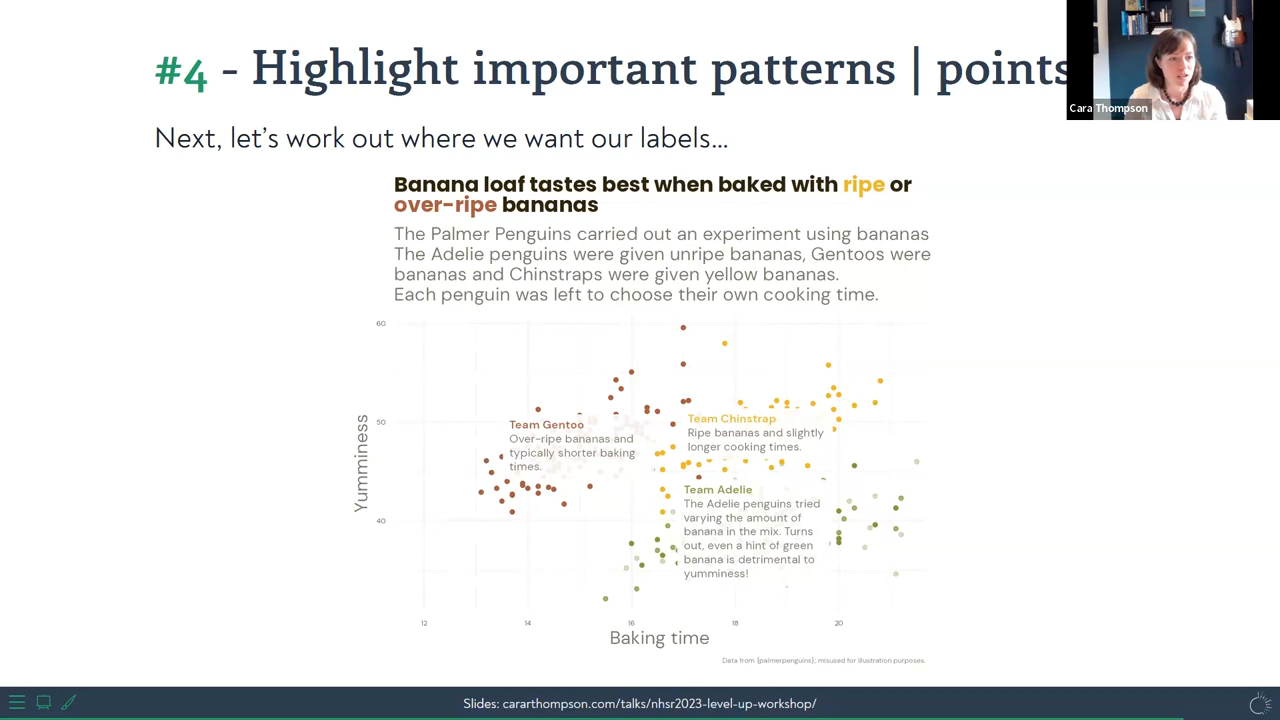 #4 - Highlight important patterns | points
Cara Thompson
Next, let's work out where we want our labels...
Banana loaf tastes best when baked with ripe or
over-ripe bananas
The Palmer Penguins carried out an experiment using bananas
The Adelie penguins were given unripe bananas, Gentoos were
bananas and Chinstraps were given yellow bananas.
Each penguin was left to choose their own cooking time.
60
50
40
Yumminess
Team Gentoo
Over-ripe bananas and
typically shorter baking
times.
Team Chinstrap
Ripe bananas and slightly
longer cooking times.
Team Adelie
The Adelie penguins tried
varying the amount of
banana in the mix. Turns
out, even a hint of green
banana is detrimental to
yumminess!
12 14 16 18 20
Baking time
Data from {palmerpenguins}; misused for illustration purposes.
Slides: cararthompson.com/talks/nhsr2023-level-up-workshop/